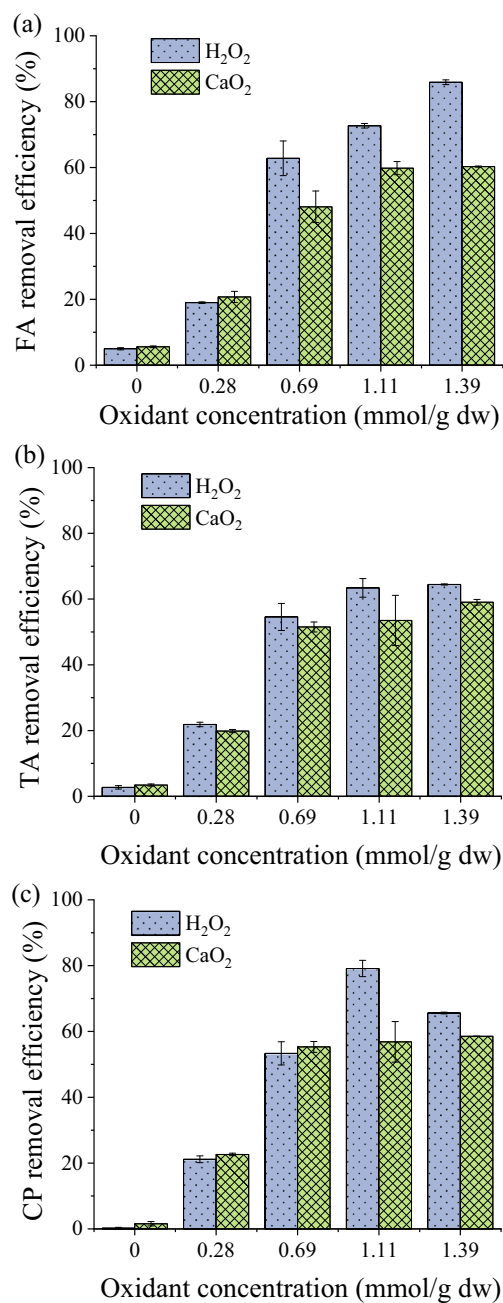 (a)
100
80
60
40
20
0
FA removal efficiency (%)
H₂O₂
CaO₂
0 0.28 0.69 1.11 1.39
Oxidant concentration (mmol/g dw)
(b)
100
80
60
40
20
0
TA removal efficiency (%)
H₂O₂
CaO₂
0 0.28 0.69 1.11 1.39
Oxidant concentration (mmol/g dw)
(c)
100
80
60
40
20
0
CP removal efficiency (%)
H₂O₂
CaO₂
0 0.28 0.69 1.11 1.39
Oxidant concentration (mmol/g dw)